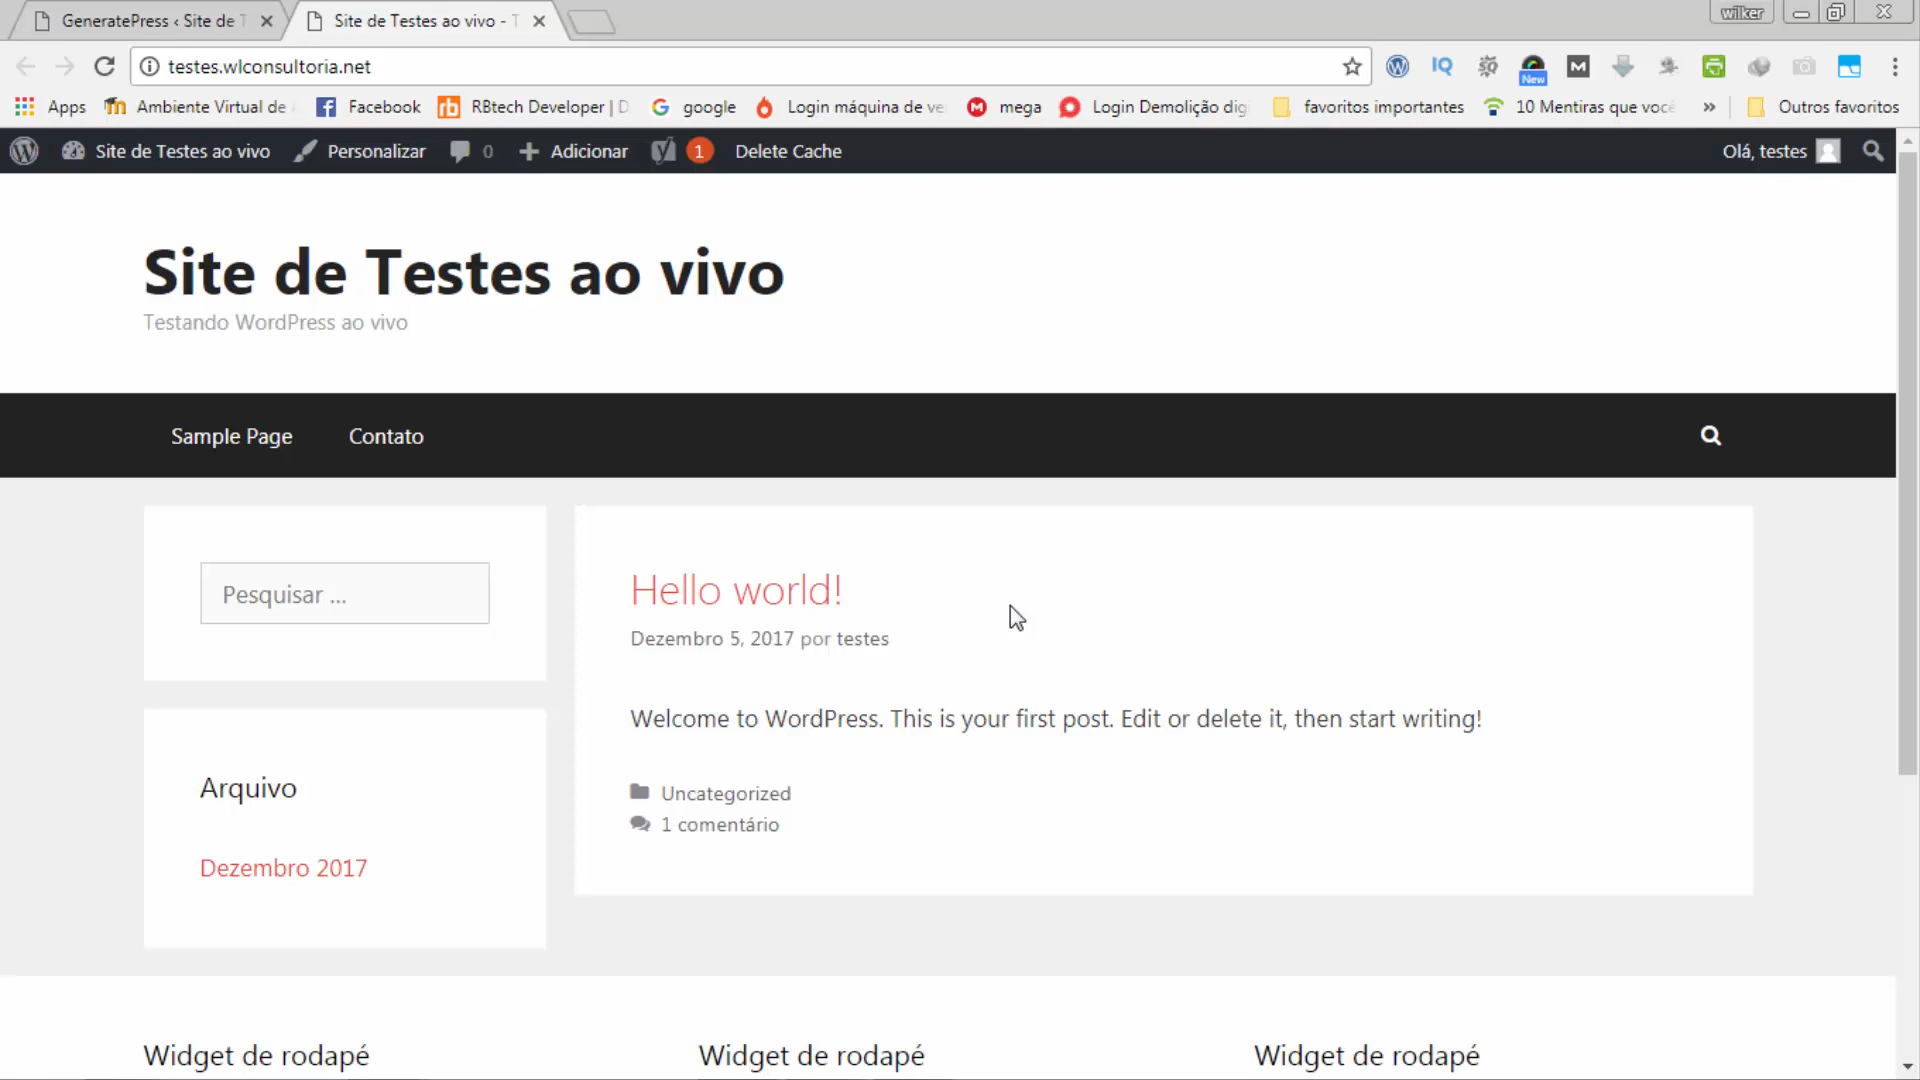 GeneratePress ‹ Site de T
Site de Testes ao vivo - T
wilker
testes.wlconsultoria.net
IQ
New
M
Apps
Ambiente Virtual de
Facebook
RBtech Developer | D
google
Login máquina de ve
mega
Login Demolição dig
favoritos importantes
10 Mentiras que você
»
Outros favoritos
Site de Testes ao vivo
Personalizar
0
Adicionar
1
Delete Cache
Olá, testes
Site de Testes ao vivo
Testando WordPress ao vivo
Sample Page
Contato
Pesquisar ...
Hello world!
Dezembro 5, 2017 por testes
Welcome to WordPress. This is your first post. Edit or delete it, then start writing!
Arquivo
Uncategorized
1 comentário
Dezembro 2017
Widget de rodapé
Widget de rodapé
Widget de rodapé